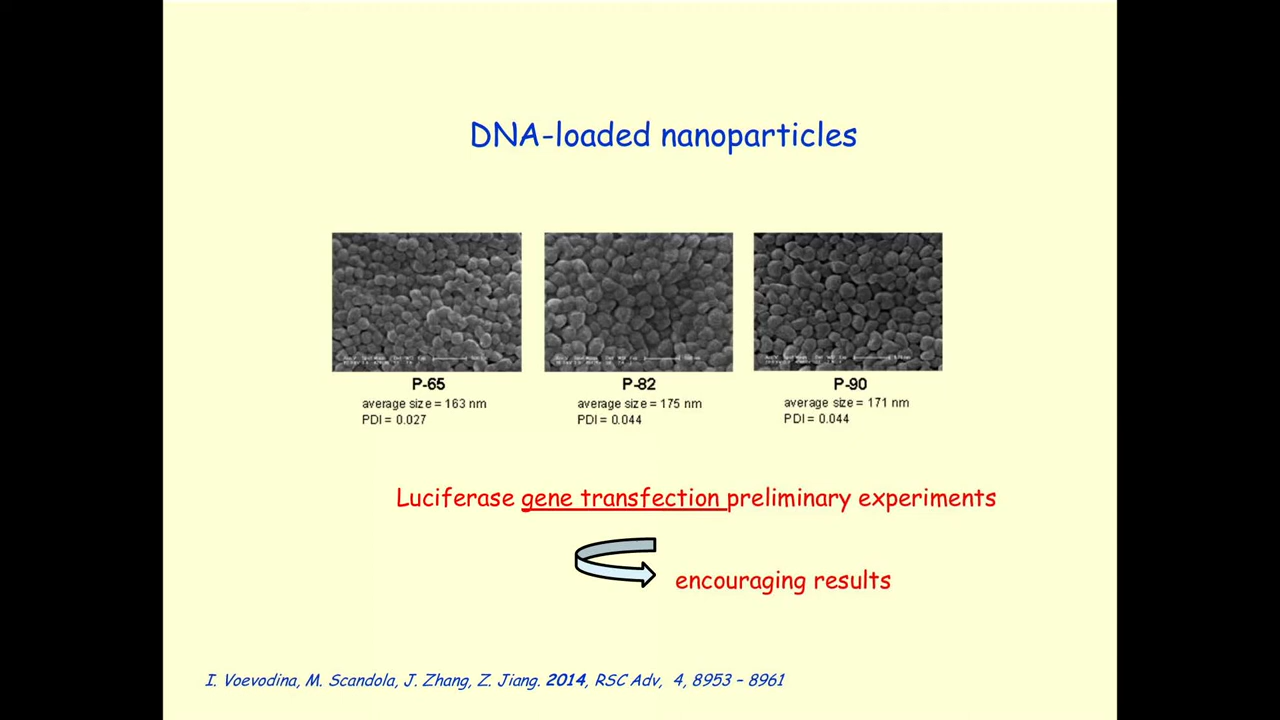 DNA-loaded nanoparticles
P-65
average size = 163 nm
PDI = 0.027
P-82
average size = 175 nm
PDI = 0.044
P-90
average size = 171 nm
PDI = 0.044
Luciferase gene transfection preliminary experiments
encouraging results
I. Voevodina, M. Scandola, J. Zhang, Z. Jiang. 2014, RSC Adv, 4, 8953 – 8961